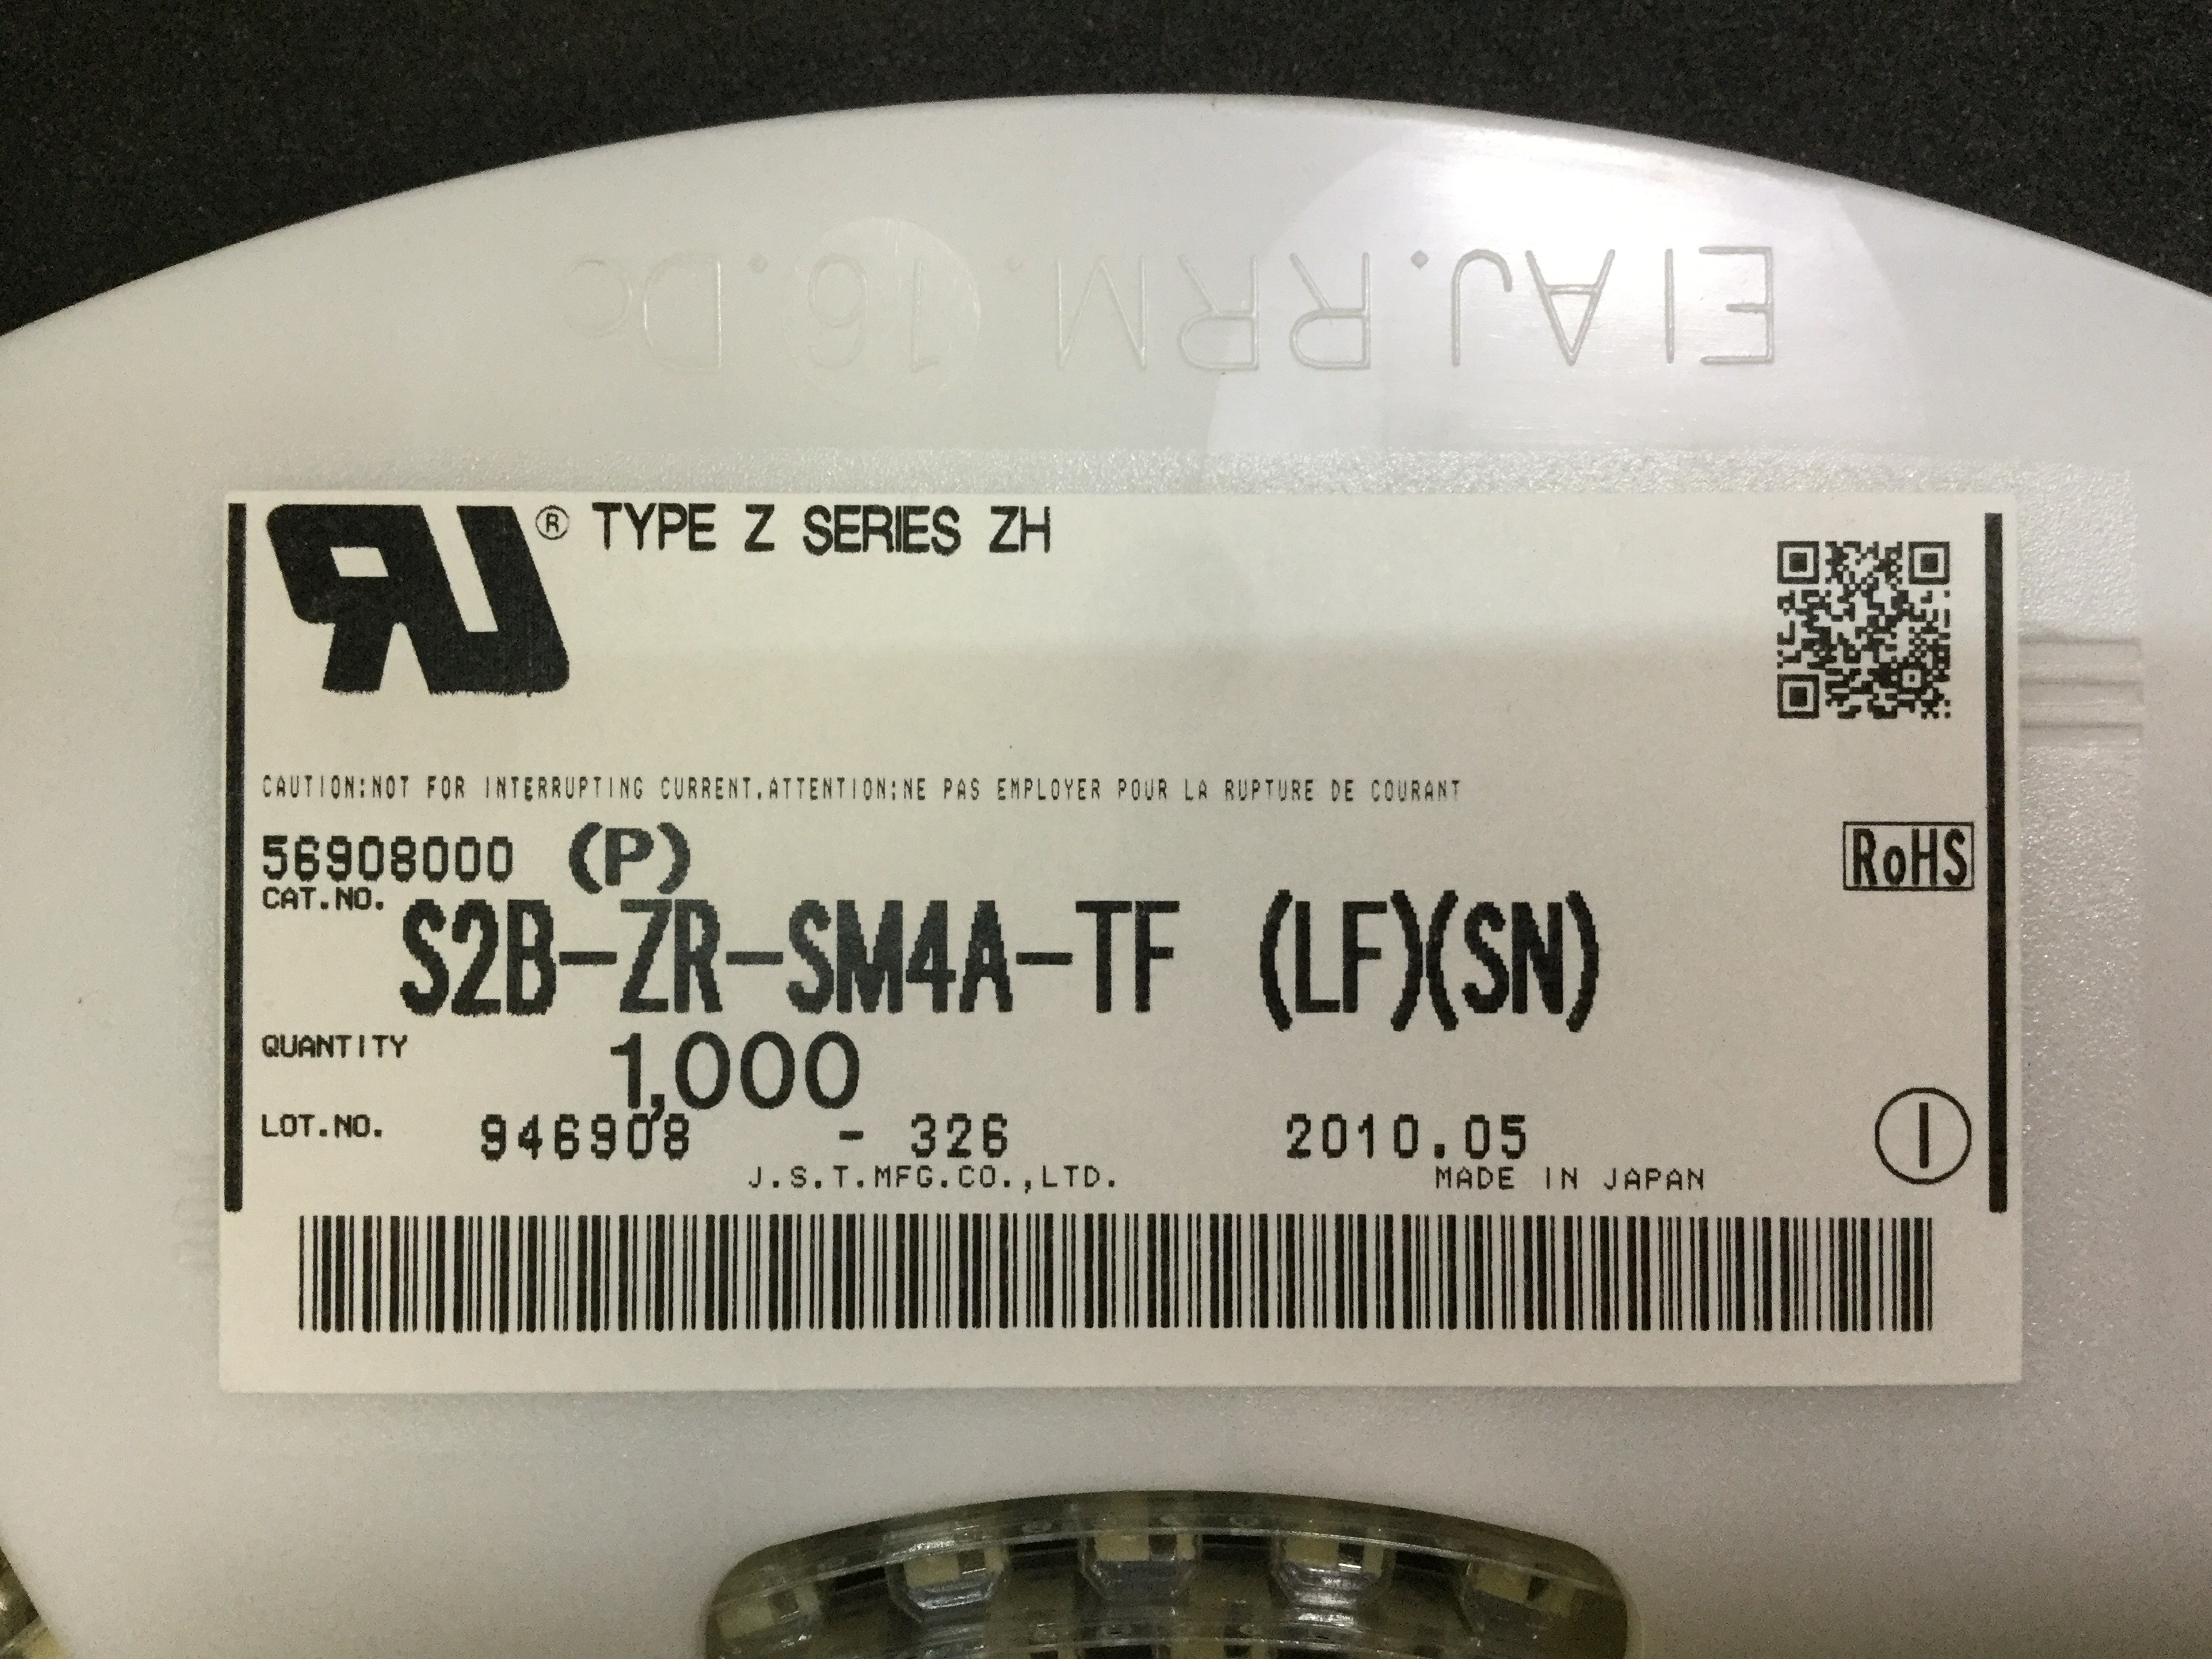 EIAJ.RRM.16.Dc
RU® TYPE Z SERIES ZH
CAUTION:NOT FOR INTERRUPTING CURRENT.ATTENTION:NE PAS EMPLOYER POUR LA RUPTURE DE COURANT
56908000 (P)
RoHS
CAT.NO.
S2B-ZR-SM4A-TF (LF)(SN)
QUANTITY 1,000
LOT.NO. 946908 - 326 2010.05
J.S.T.MFG.CO.,LTD. MADE IN JAPAN